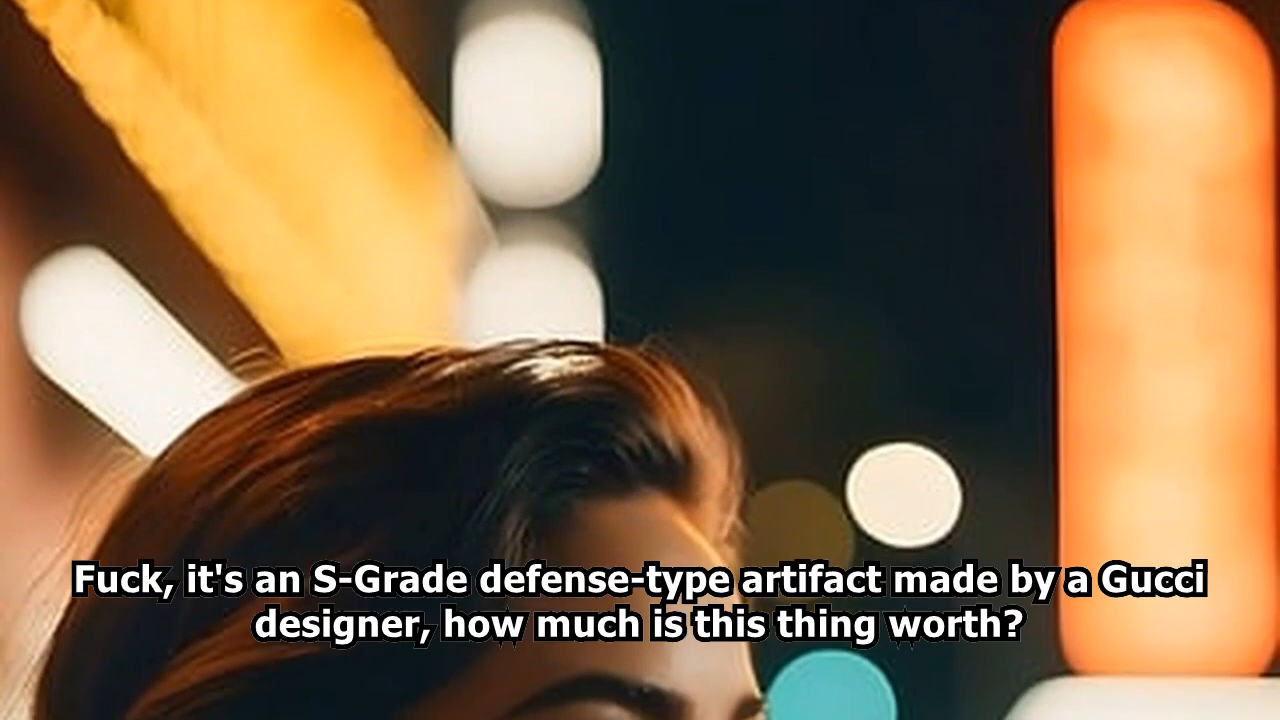 Fuck, it's an S-Grade defense-type artifact made by a Gucci
designer, how much is this thing worth?